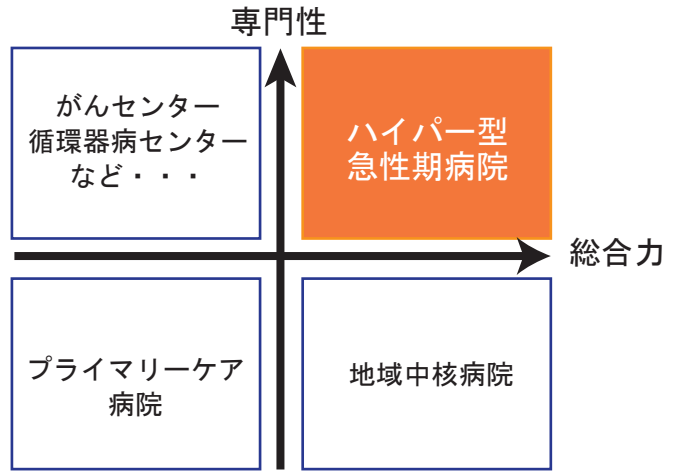 専門性
がんセンター
循環器病センター
など・・・
ハイパー型
急性期病院
総合力
プライマリーケア
病院
地域中核病院